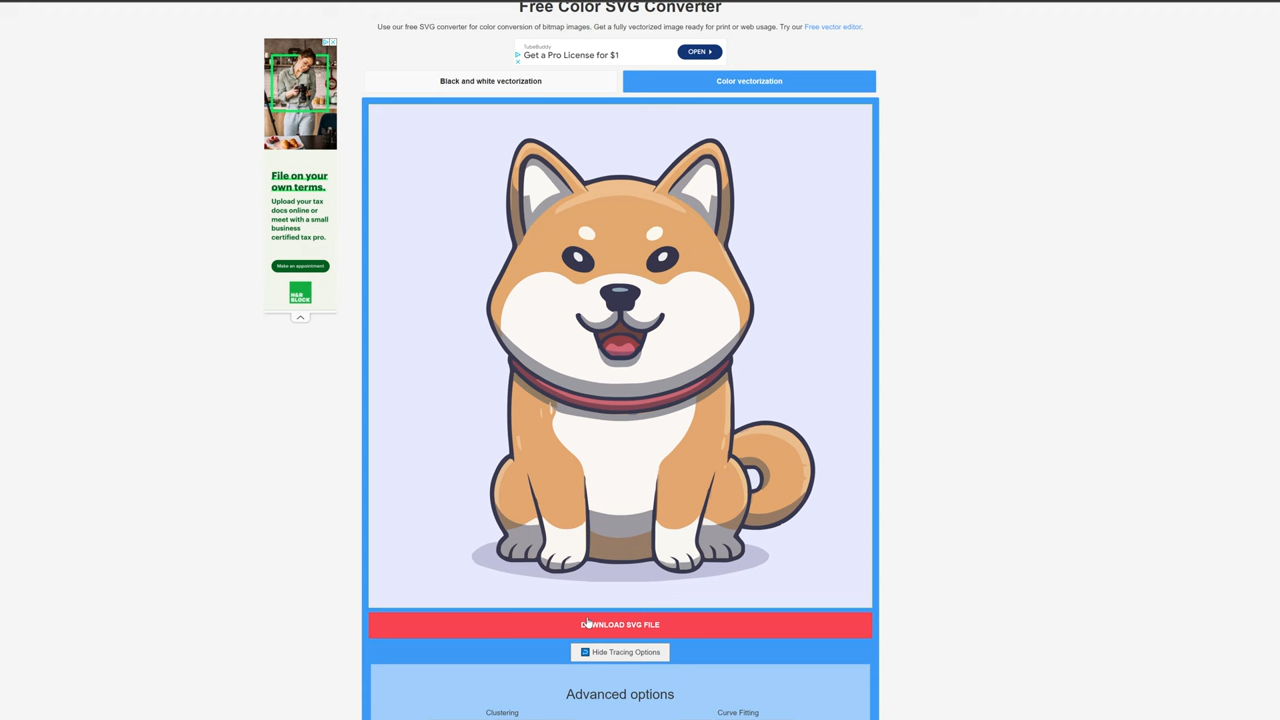 Free Color SVG Converter
Use our free SVG converter for color conversion of bitmap images. Get a fully vectorized image ready for print or web usage. Try our Free vector editor.
TubeBuddy
Get a Pro License for $1
OPEN
Black and white vectorization
Color vectorization
File on your
own terms.
Upload your tax
docs online or
meet with a small
business
certified tax pro.
Make an appointment
H&R
BLOCK
DOWNLOAD SVG FILE
Hide Tracing Options
Advanced options
Clustering
Curve Fitting